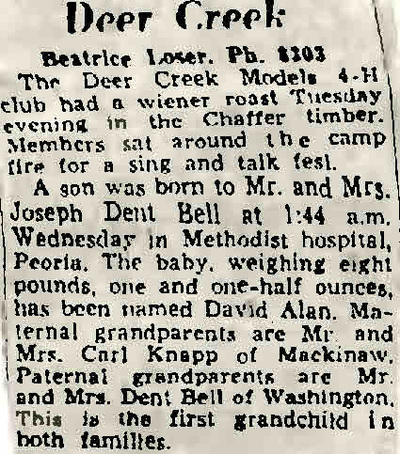 Deer Creek
Beatrice Loser. Ph. 8303
The Deer Creek Models 4-H
club had a wiener roast Tuesday
evening in the Chaffer timber.
Members sat around the camp
fire for a sing and talk fest.
A son was born to Mr. and Mrs.
Joseph Dent Bell at 1:44 a.m.
Wednesday in Methodist hospital,
Peoria. The baby, weighing eight
pounds, one and one-half ounces,
has been named David Alan. Ma-
ternal grandparents are Mr. and
Mrs. Carl Knapp of Mackinaw.
Paternal grandparents are Mr.
and Mrs. Dent Bell of Washington.
This is the first grandchild in
both families.